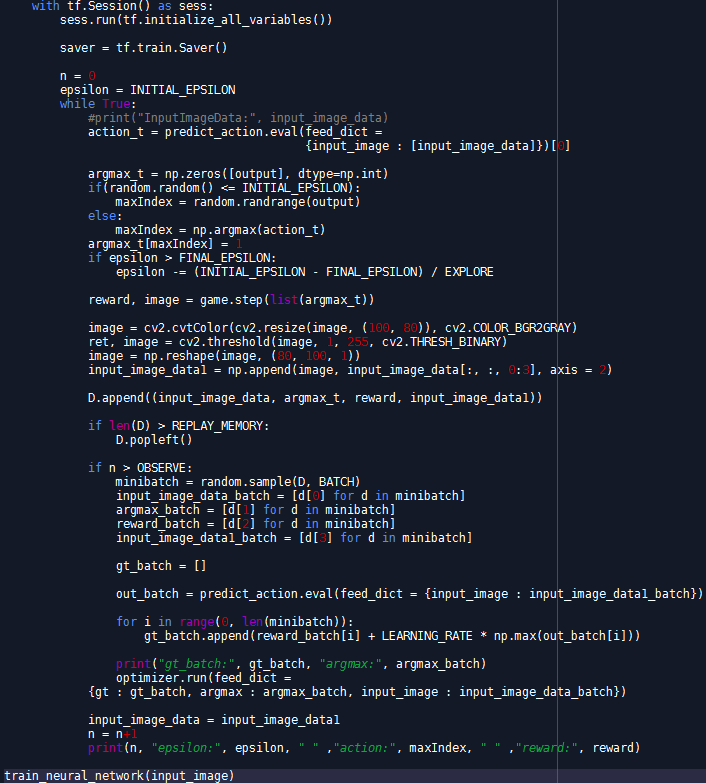 with tf.Session() as sess:
sess.run(tf.initialize_all_variables())
saver = tf.train.Saver()
n = 0
epsilon = INITIAL_EPSILON
while True:
#print("InputImageData:", input_image_data)
action_t = predict_action.eval(feed_dict =
{input_image : [input_image_data]})[0]
argmax_t = np.zeros([output], dtype=np.int)
if(random.random() <= INITIAL_EPSILON):
maxIndex = random.randrange(output)
else:
maxIndex = np.argmax(action_t)
argmax_t[maxIndex] = 1
if epsilon > FINAL_EPSILON:
epsilon -= (INITIAL_EPSILON - FINAL_EPSILON) / EXPLORE
reward, image = game.step(list(argmax_t))
image = cv2.cvtColor(cv2.resize(image, (100, 80)), cv2.COLOR_BGR2GRAY)
ret, image = cv2.threshold(image, 1, 255, cv2.THRESH_BINARY)
image = np.reshape(image, (80, 100, 1))
input_image_data1 = np.append(image, input_image_data[:, :, 0:3], axis = 2)
D.append((input_image_data, argmax_t, reward, input_image_data1))
if len(D) > REPLAY_MEMORY:
D.popleft()
if n > OBSERVE:
minibatch = random.sample(D, BATCH)
input_image_data_batch = [d[0] for d in minibatch]
argmax_batch = [d[1] for d in minibatch]
reward_batch = [d[2] for d in minibatch]
input_image_data1_batch = [d[3] for d in minibatch]
gt_batch = []
out_batch = predict_action.eval(feed_dict = {input_image : input_image_data1_batch})
for i in range(0, len(minibatch)):
gt_batch.append(reward_batch[i] + LEARNING_RATE * np.max(out_batch[i]))
print("gt_batch:", gt_batch, "argmax:", argmax_batch)
optimizer.run(feed_dict =
{gt : gt_batch, argmax : argmax_batch, input_image : input_image_data_batch})
input_image_data = input_image_data1
n = n+1
print(n, "epsilon:", epsilon, " " ,"action:", maxIndex, " " ,"reward:", reward)
train_neural_network(input_image)